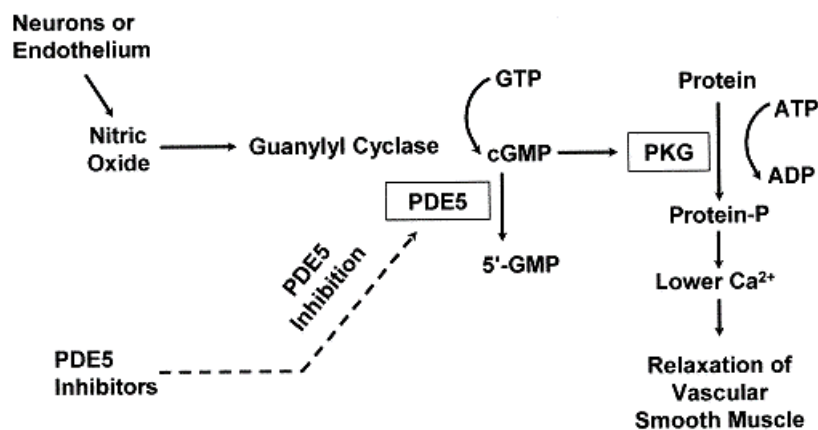 Neurons or
Endothelium
Nitric
Oxide
Guanylyl Cyclase
GTP
cGMP
PDE5
5'-GMP
PKG
Protein
ATP
ADP
Protein-P
Lower Ca²⁺
Relaxation of
Vascular
Smooth Muscle
PDE5
Inhibition
PDE5
Inhibitors